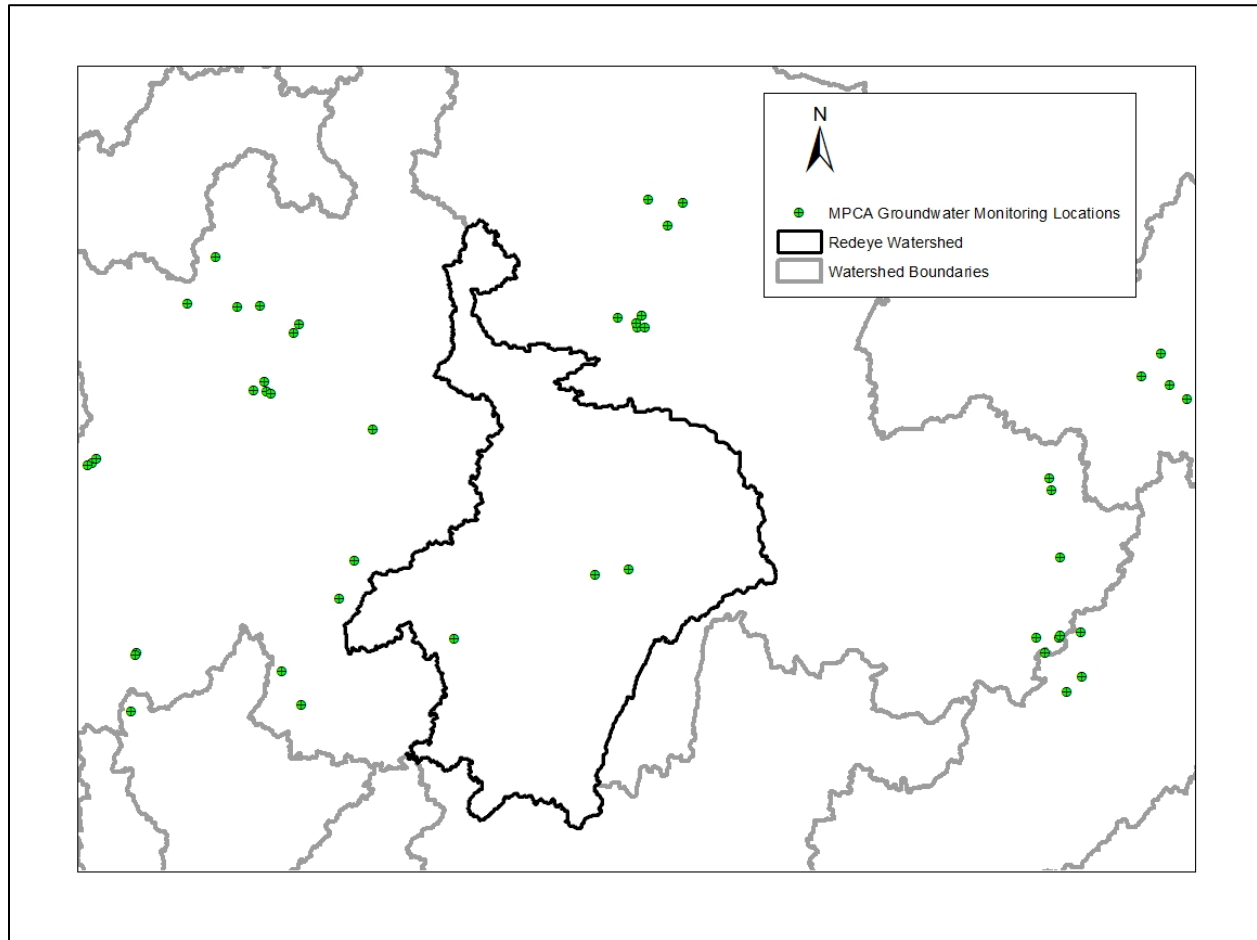 N
MPCA Groundwater Monitoring Locations
Redeye Watershed
Watershed Boundaries